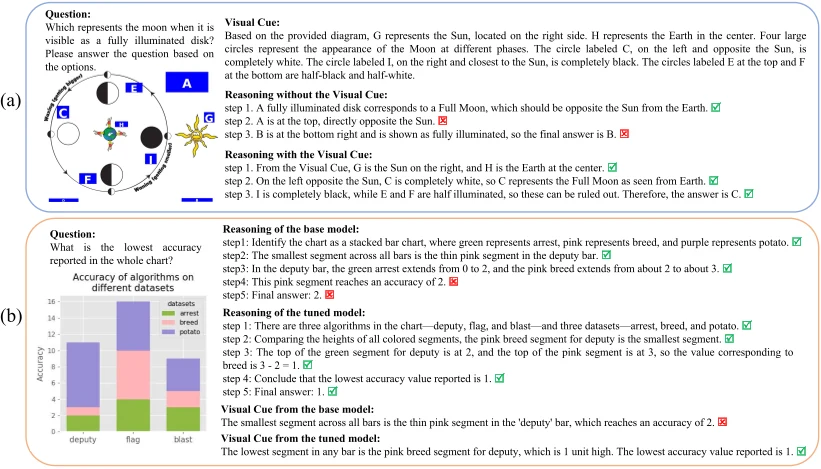 (a)
Question:
Which represents the moon when it is
visible as a fully illuminated disk?
Please answer the question based on
the options.
A
E
C
G
H
I
F
Waxing (getting bigger)
Waning (getting smaller)
Visual Cue:
Based on the provided diagram, G represents the Sun, located on the right side. H represents the Earth in the center. Four large
circles represent the appearance of the Moon at different phases. The circle labeled C, on the left and opposite the Sun, is
completely white. The circle labeled I, on the right and closest to the Sun, is completely black. The circles labeled E at the top and F
at the bottom are half-black and half-white.
Reasoning without the Visual Cue:
step 1. A fully illuminated disk corresponds to a Full Moon, which should be opposite the Sun from the Earth.
step 2. A is at the top, directly opposite the Sun.
step 3. B is at the bottom right and is shown as fully illuminated, so the final answer is B.
Reasoning with the Visual Cue:
step 1. From the Visual Cue, G is the Sun on the right, and H is the Earth at the center.
step 2. On the left opposite the Sun, C is completely white, so C represents the Full Moon as seen from Earth.
step 3. I is completely black, while E and F are half illuminated, so these can be ruled out. Therefore, the answer is C.
(b)
Question:
What is the lowest accuracy
reported in the whole chart?
Accuracy of algorithms on
different datasets
datasets
arrest
breed
potato
Accuracy
16
14
12
10
8
6
4
2
0
deputy flag blast
Reasoning of the base model:
step1: Identify the chart as a stacked bar chart, where green represents arrest, pink represents breed, and purple represents potato.
step2: The smallest segment across all bars is the thin pink segment in the deputy bar.
step3: In the deputy bar, the green arrest extends from 0 to 2, and the pink breed extends from about 2 to about 3.
step4: This pink segment reaches an accuracy of 2.
step5: Final answer: 2.
Reasoning of the tuned model:
step 1: There are three algorithms in the chart—deputy, flag, and blast—and three datasets—arrest, breed, and potato.
step 2: Comparing the heights of all colored segments, the pink breed segment for deputy is the smallest segment.
step 3: The top of the green segment for deputy is at 2, and the top of the pink segment is at 3, so the value corresponding to
breed is 3 - 2 = 1.
step 4: Conclude that the lowest accuracy value reported is 1.
step 5: Final answer: 1.
Visual Cue from the base model:
The smallest segment across all bars is the thin pink segment in the 'deputy' bar, which reaches an accuracy of 2.
Visual Cue from the tuned model:
The lowest segment in any bar is the pink breed segment for deputy, which is 1 unit high. The lowest accuracy value reported is 1.